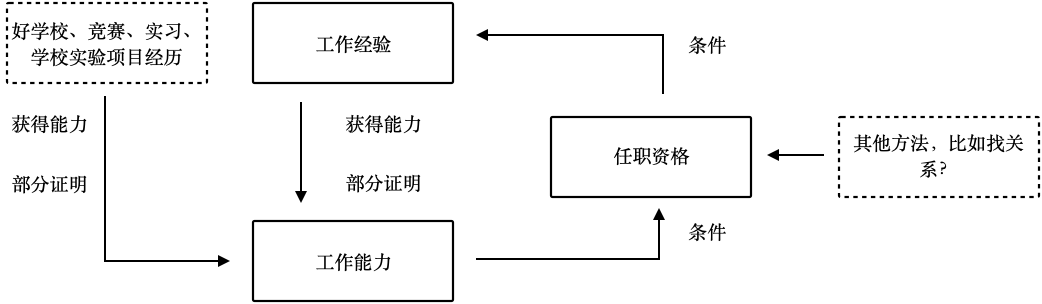 好学校、竞赛、实习、
学校实验项目经历
工作经验
条件
获得能力
部分证明
获得能力
部分证明
任职资格
其他方法，比如找关
系？
工作能力
条件